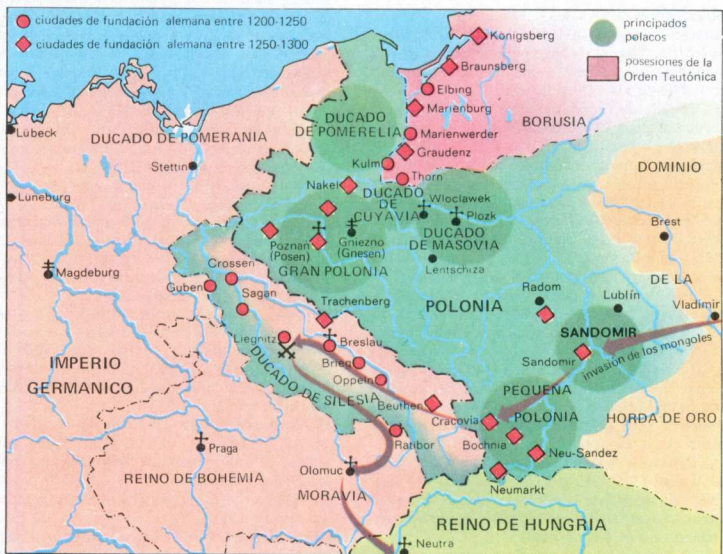 ciudades de fundación alemana entre 1200-1250
ciudades de fundación alemana entre 1250-1300
principados
polacos
posesiones de la
Orden Teutónica
Königsberg
Braunsberg
Elbing
Marienburg
BORUSIA
Marienwerder
Graudenz
Kulm
Thorn
DUCADO
DE POMERELIA
Lübeck
DUCADO DE POMERANIA
Stettin
Luneburg
Nakel
DUCADO
DE
CUYAVIA
Wloclawek
Plozk
DUCADO
DE MASOVIA
DOMINIO
Brest
DE LA
Vladimir
HORDA DE ORO
Poznan
(Posen)
Gniezno
(Gnesen)
GRAN POLONIA
Lentschiza
Magdeburg
Crossen
Guben
Sagan
Trachenberg
POLONIA
Radom
Lublín
SANDOMIR
Sandomir
Invasión de los mongoles
Liegnitz
Breslau
Brieg
Oppeln
DUCADO DE SILESIA
Beuthen
Ratibor
IMPERIO
GERMANICO
PEQUENA
POLONIA
Cracovia
Bochnia
Neu-Sandez
Neumarkt
Praga
REINO DE BOHEMIA
Olomuc
MORAVIA
REINO DE HUNGRIA
Neutra